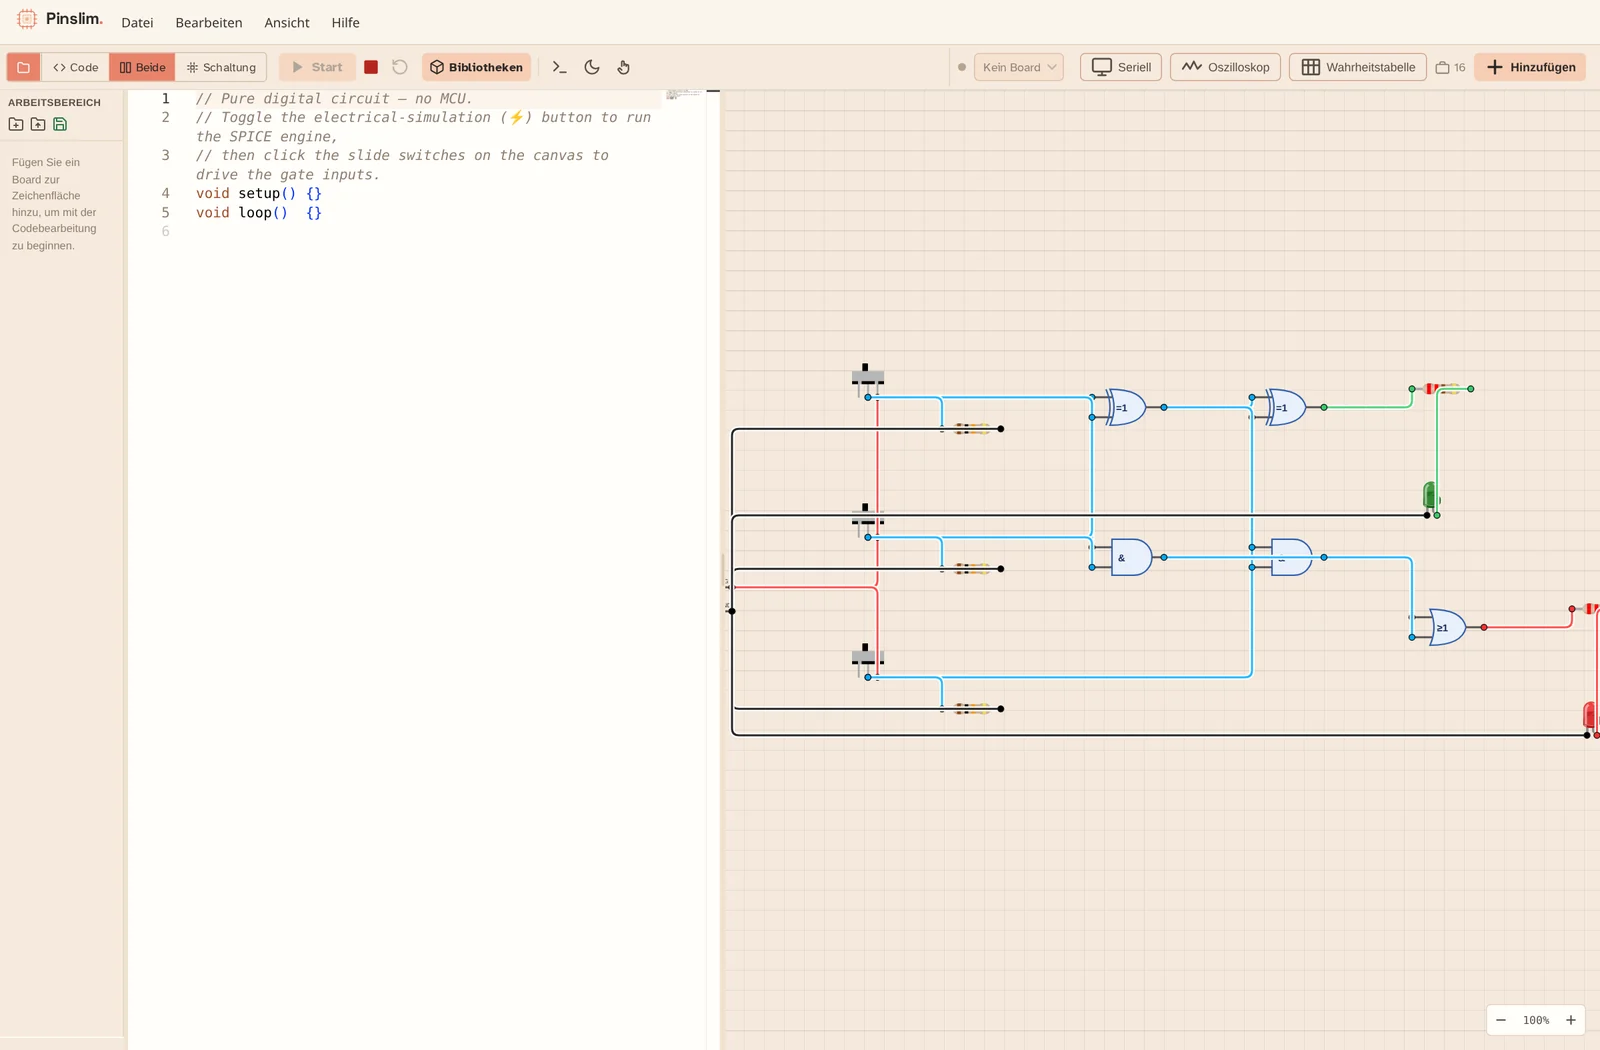 Pinslim.
Datei
Bearbeiten
Ansicht
Hilfe
Code
Beide
Schaltung
Start
Bibliotheken
Kein Board
Seriell
Oszilloskop
Wahrheitstabelle
16
Hinzufügen
ARBEITSBEREICH
Fügen Sie ein
Board zur
Zeichenfläche
hinzu, um mit der
Codebearbeitung
zu beginnen.
1 // Pure digital circuit — no MCU.
2 // Toggle the electrical-simulation (⚡) button to run
the SPICE engine,
3 // then click the slide switches on the canvas to
drive the gate inputs.
4 void setup() {}
5 void loop()  {}
6
=1
=1
&
≥1
100%